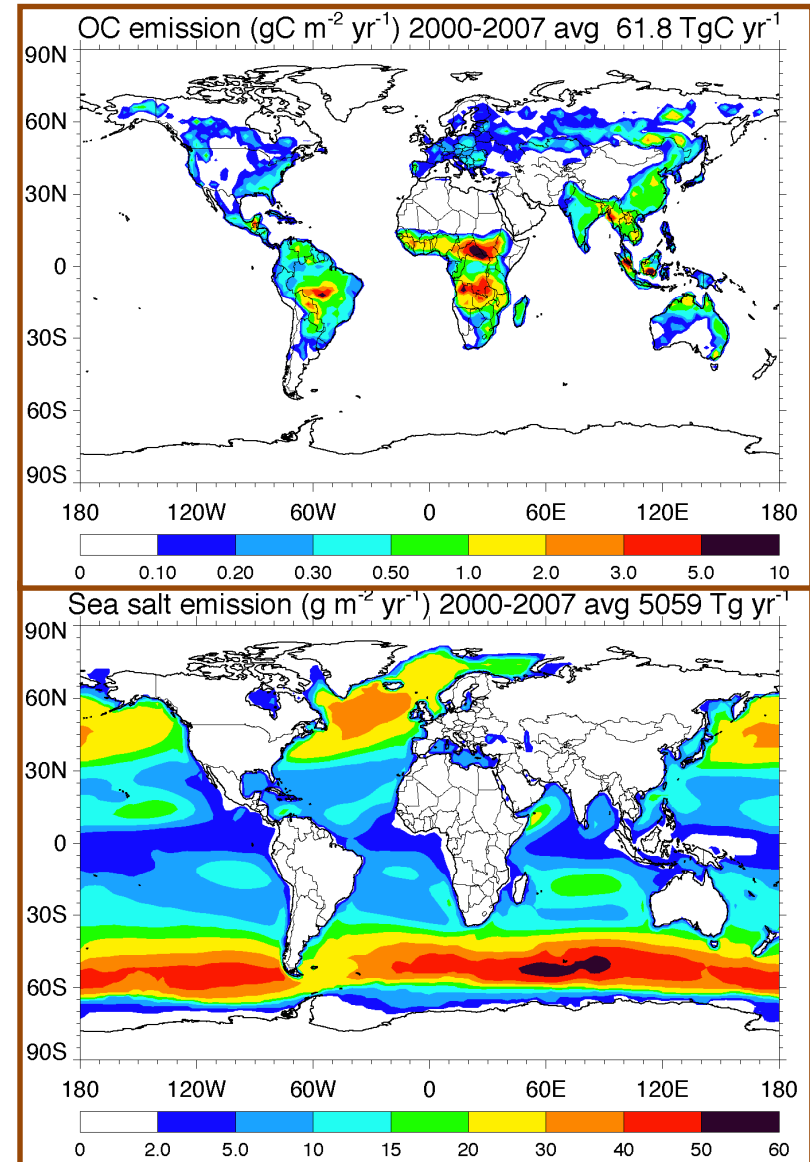 OC emission (gC m⁻² yr⁻¹) 2000-2007 avg 61.8 TgC yr⁻¹
90N
60N
30N
0
30S
60S
90S
180 120W 60W 0 60E 120E 180
0 0.10 0.20 0.30 0.50 1.0 2.0 3.0 5.0 10
Sea salt emission (g m⁻² yr⁻¹) 2000-2007 avg 5059 Tg yr⁻¹
90N
60N
30N
0
30S
60S
90S
180 120W 60W 0 60E 120E 180
0 2.0 5.0 10 15 20 30 40 50 60